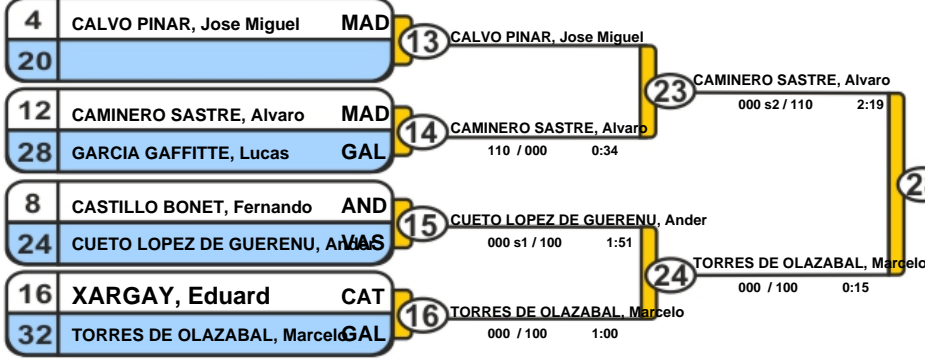 4 CALVO PINAR, Jose Miguel MAD
20
13 CALVO PINAR, Jose Miguel
12 CAMINERO SASTRE, Alvaro MAD
28 GARCIA GAFFITTE, Lucas GAL
14 CAMINERO SASTRE, Alvaro
110 / 000 0:34
23 CAMINERO SASTRE, Alvaro
000 s2 / 110 2:19
8 CASTILLO BONET, Fernando AND
24 CUETO LOPEZ DE GUERENU, Ander VAS
15 CUETO LOPEZ DE GUERENU, Ander
000 s1 / 100 1:51
16 XARGAY, Eduard CAT
32 TORRES DE OLAZABAL, Marcelo GAL
16 TORRES DE OLAZABAL, Marcelo
000 / 100 1:00
24 TORRES DE OLAZABAL, Marcelo
000 / 100 0:15